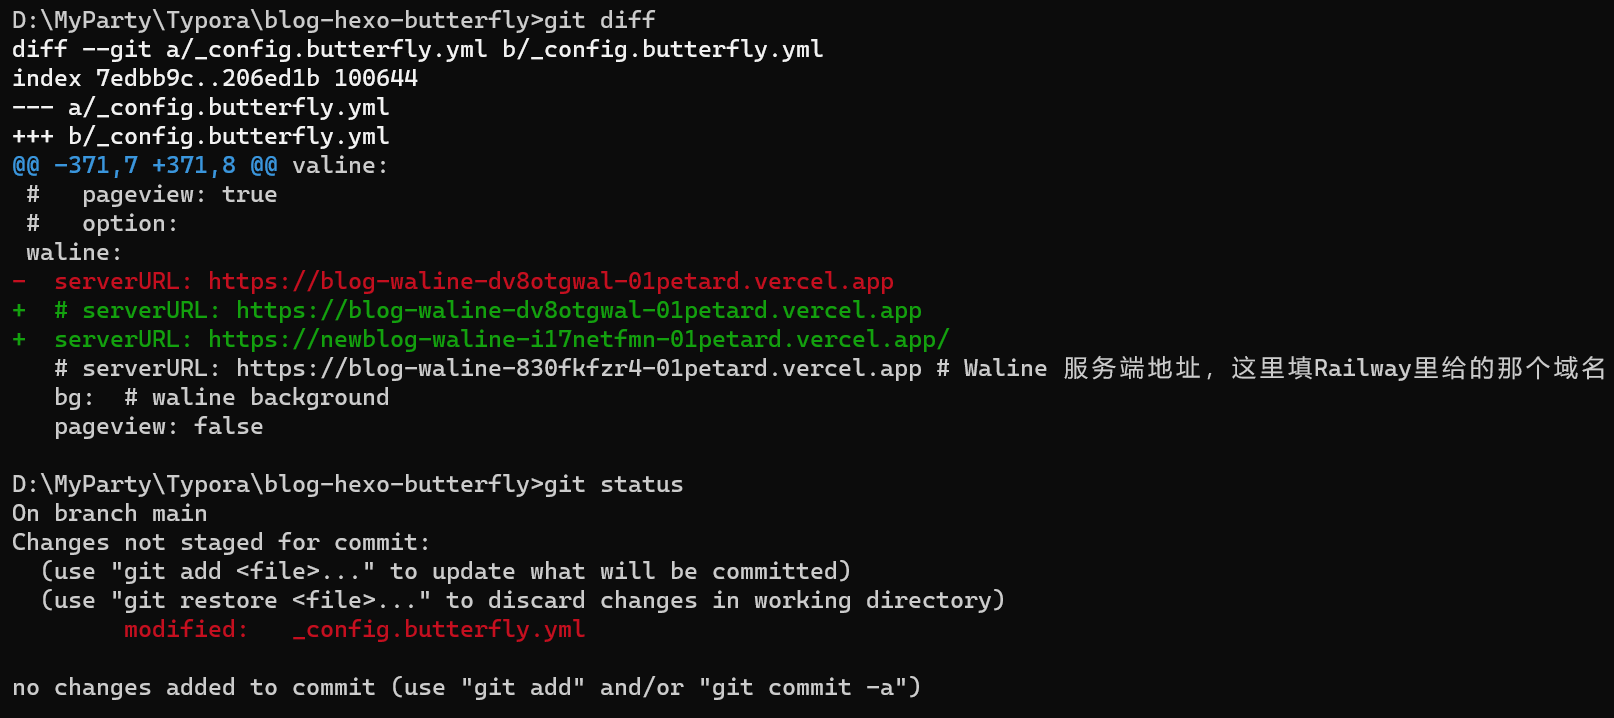 D:\MyParty\Typora\blog-hexo-butterfly>git diff
diff --git a/_config.butterfly.yml b/_config.butterfly.yml
index 7edbb9c..206ed1b 100644
--- a/_config.butterfly.yml
+++ b/_config.butterfly.yml
@@ -371,7 +371,8 @@ valine:
 #   pageview: true
 #   option:
 waline:
-  serverURL: https://blog-waline-dv8otgwal-01petard.vercel.app
+  # serverURL: https://blog-waline-dv8otgwal-01petard.vercel.app
+  serverURL: https://newblog-waline-i17netfmn-01petard.vercel.app/
   # serverURL: https://blog-waline-830fkfzr4-01petard.vercel.app # Waline 服务端地址，这里填Railway里给的那个域名
   bg:  # waline background
   pageview: false
D:\MyParty\Typora\blog-hexo-butterfly>git status
On branch main
Changes not staged for commit:
  (use "git add <file>..." to update what will be committed)
  (use "git restore <file>..." to discard changes in working directory)
        modified:   _config.butterfly.yml
no changes added to commit (use "git add" and/or "git commit -a")